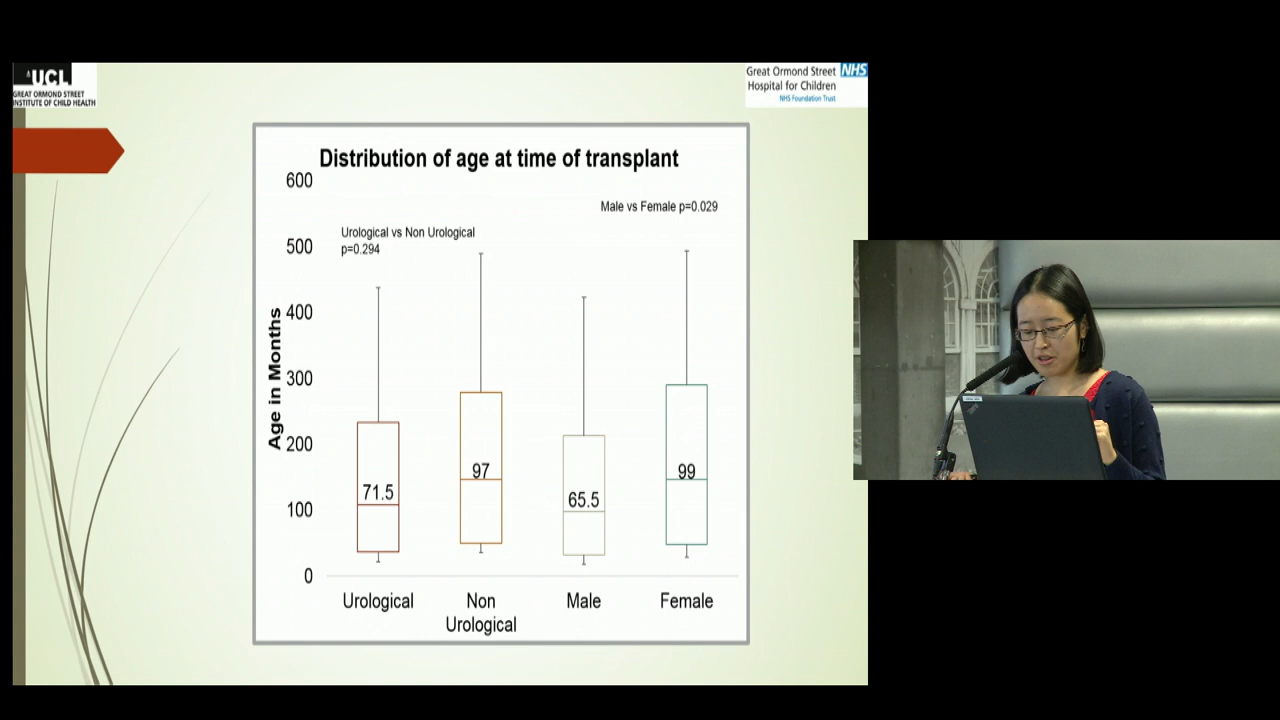 UCL
GREAT ORMOND STREET
INSTITUTE OF CHILD HEALTH
Great Ormond Street NHS
Hospital for Children
NHS Foundation Trust
Distribution of age at time of transplant
600
Male vs Female p=0.029
Urological vs Non Urological
p=0.294
500
400
300
200
100
0
Age in Months
71.5
97
65.5
99
Urological
Non
Urological
Male
Female